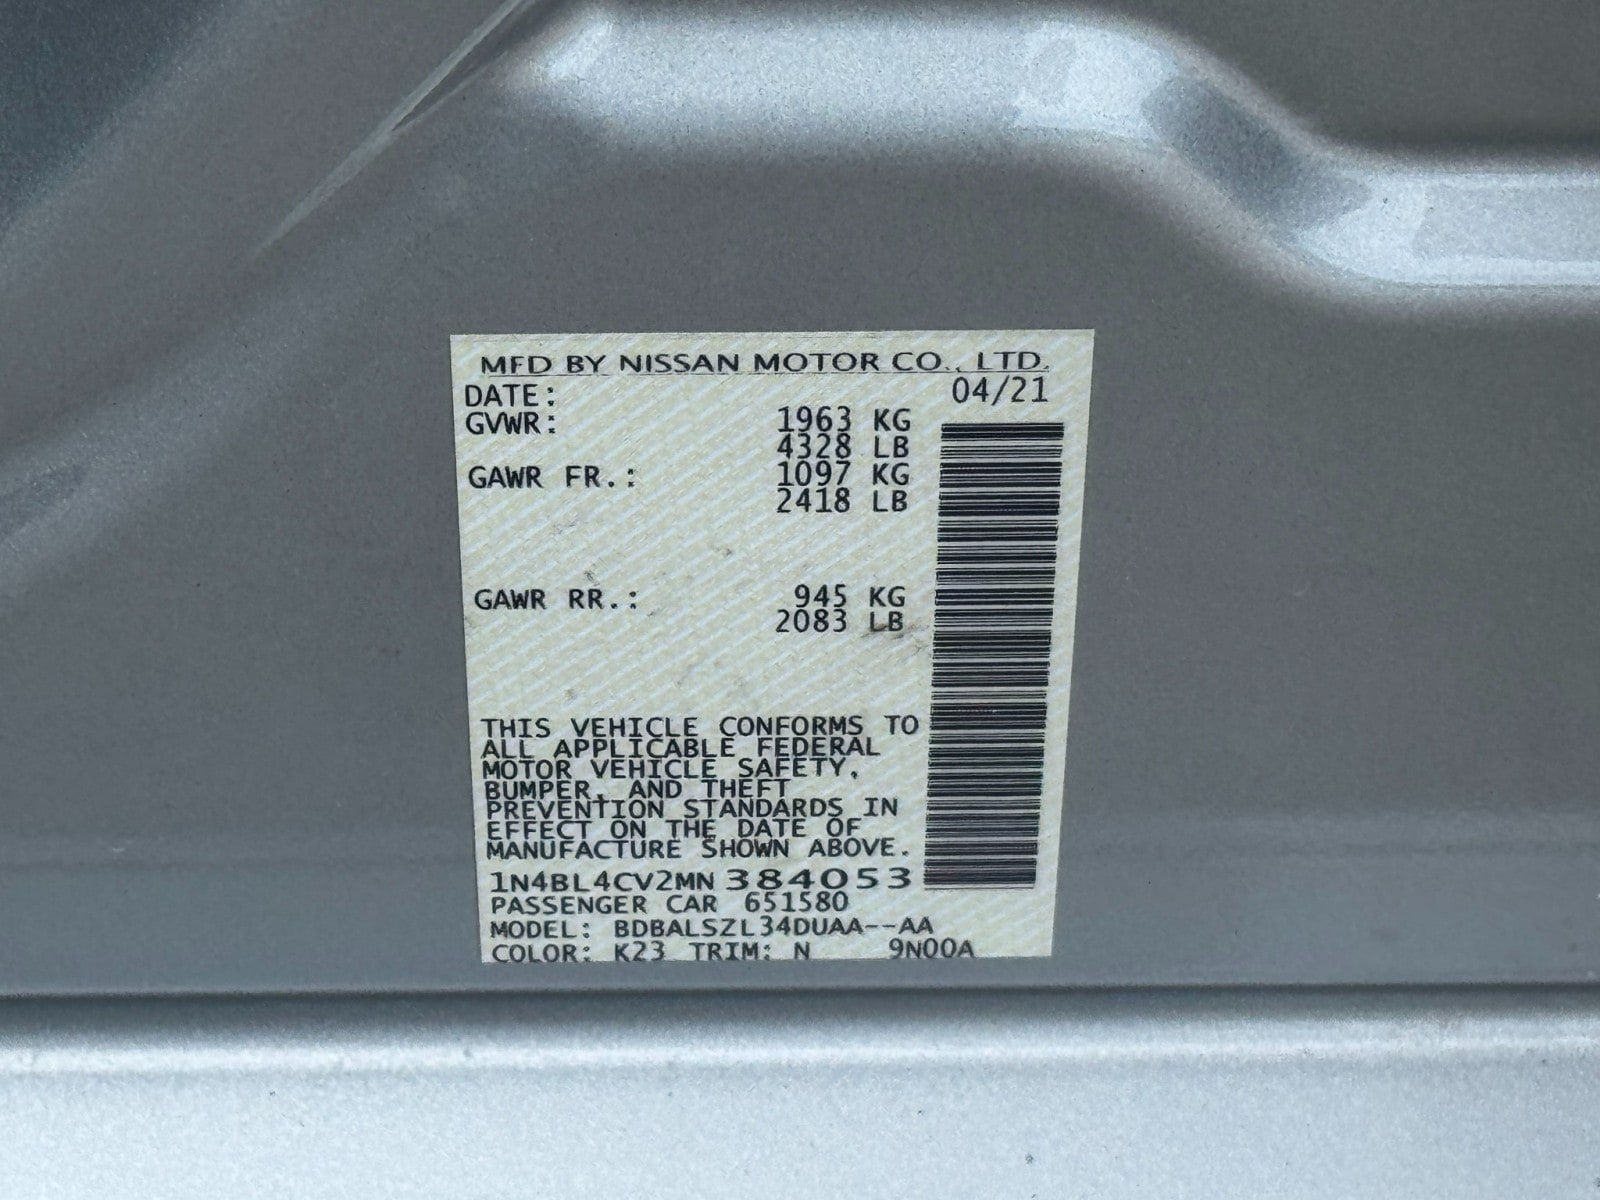 MFD BY NISSAN MOTOR CO., LTD.
DATE: 04/21
GVWR: 1963 KG
4328 LB
GAWR FR.: 1097 KG
2418 LB
GAWR RR.: 945 KG
2083 LB
THIS VEHICLE CONFORMS TO
ALL APPLICABLE FEDERAL
MOTOR VEHICLE SAFETY,
BUMPER, AND THEFT
PREVENTION STANDARDS IN
EFFECT ON THE DATE OF
MANUFACTURE SHOWN ABOVE.
1N4BL4CV2MN384053
PASSENGER CAR 651580
MODEL: BDBALSZL34DUAA--AA
COLOR: K23 TRIM: N 9N00A